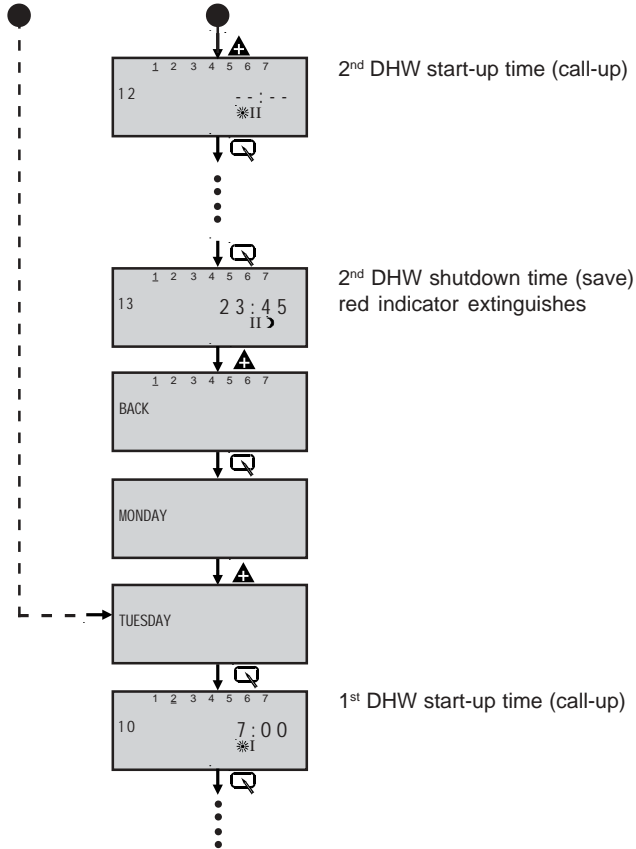 1 2 3 4 5 6 7
12 --:--
II
2nd DHW start-up time (call-up)
1 2 3 4 5 6 7
13 23:45
II
2nd DHW shutdown time (save)
red indicator extinguishes
1 2 3 4 5 6 7
BACK
MONDAY
TUESDAY
1 2 3 4 5 6 7
10 7:00
I
1st DHW start-up time (call-up)